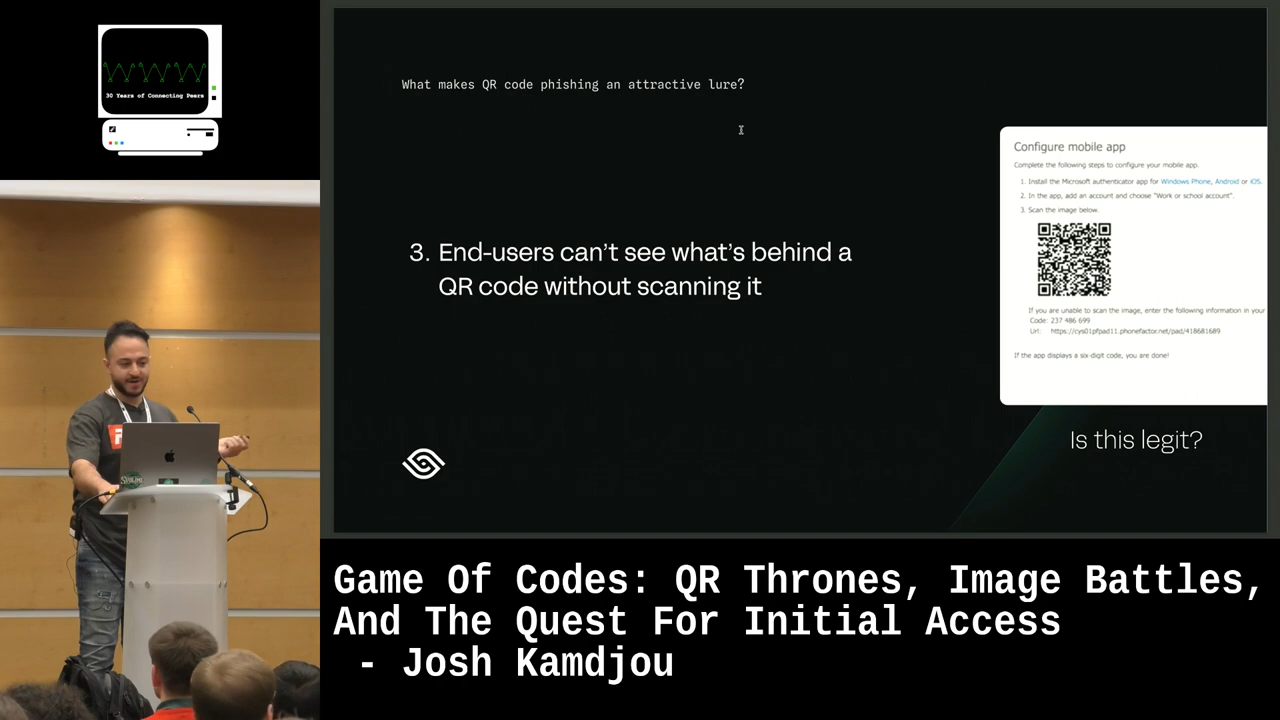 30 Years of Connecting Peers
What makes QR code phishing an attractive lure?
3. End-users can’t see what’s behind a
QR code without scanning it
Configure mobile app
Complete the following steps to configure your mobile app.
1. Install the Microsoft authenticator app for Windows Phone, Android or iOS.
2. In the app, add an account and choose "Work or school account".
3. Scan the image below.
If you are unable to scan the image, enter the following information in your
Code: 237 486 699
Url: https://cys01pfpad11.phonefactor.net/pad/418681689
If the app displays a six-digit code, you are done!
Is this legit?
Game Of Codes: QR Thrones, Image Battles,
And The Quest For Initial Access
- Josh Kamdjou